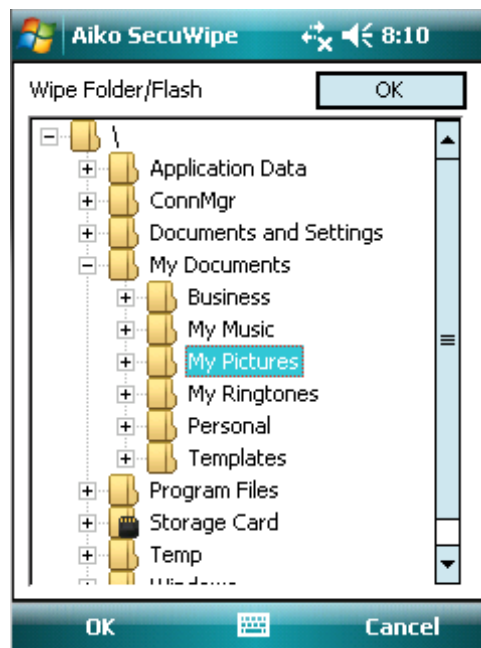 Aiko SecuWipe 8:10
Wipe Folder/Flash OK
\
Application Data
ConnMgr
Documents and Settings
My Documents
Business
My Music
My Pictures
My Ringtones
Personal
Templates
Program Files
Storage Card
Temp
Windows
OK Cancel